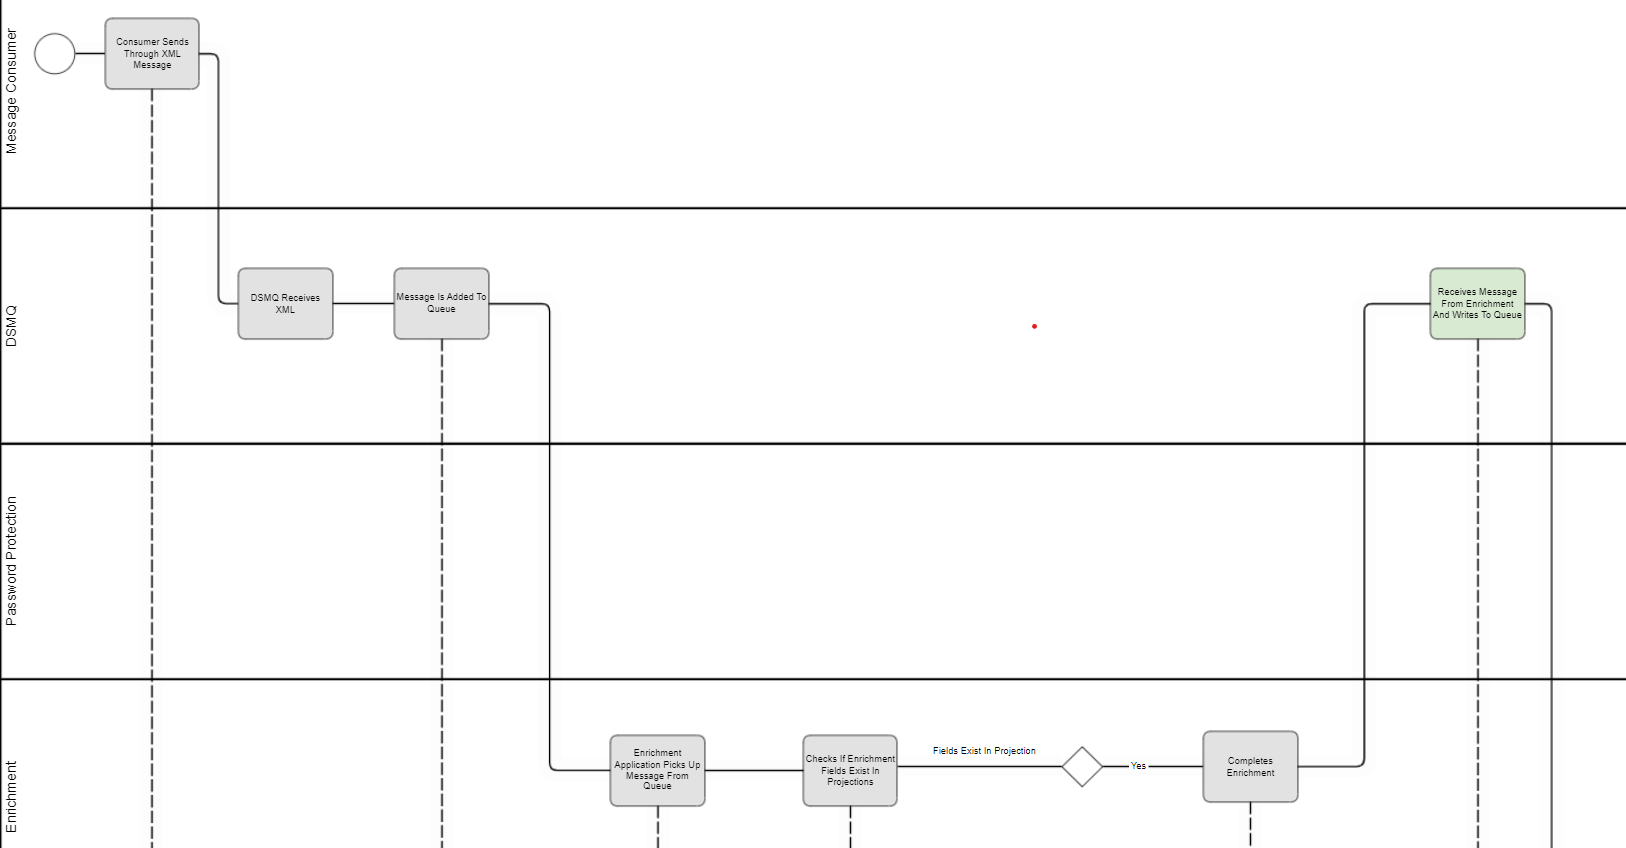 Message Consumer
Consumer Sends
Through XML
Message
DSMQ
DSMQ Receives
XML
Message Is Added To
Queue
Receives Message
From Enrichment
And Writes To Queue
Password Protection
Enrichment
Enrichment
Application Picks Up
Message From
Queue
Checks If Enrichment
Fields Exist In
Projections
Fields Exist In Projection
Yes
Completes
Enrichment